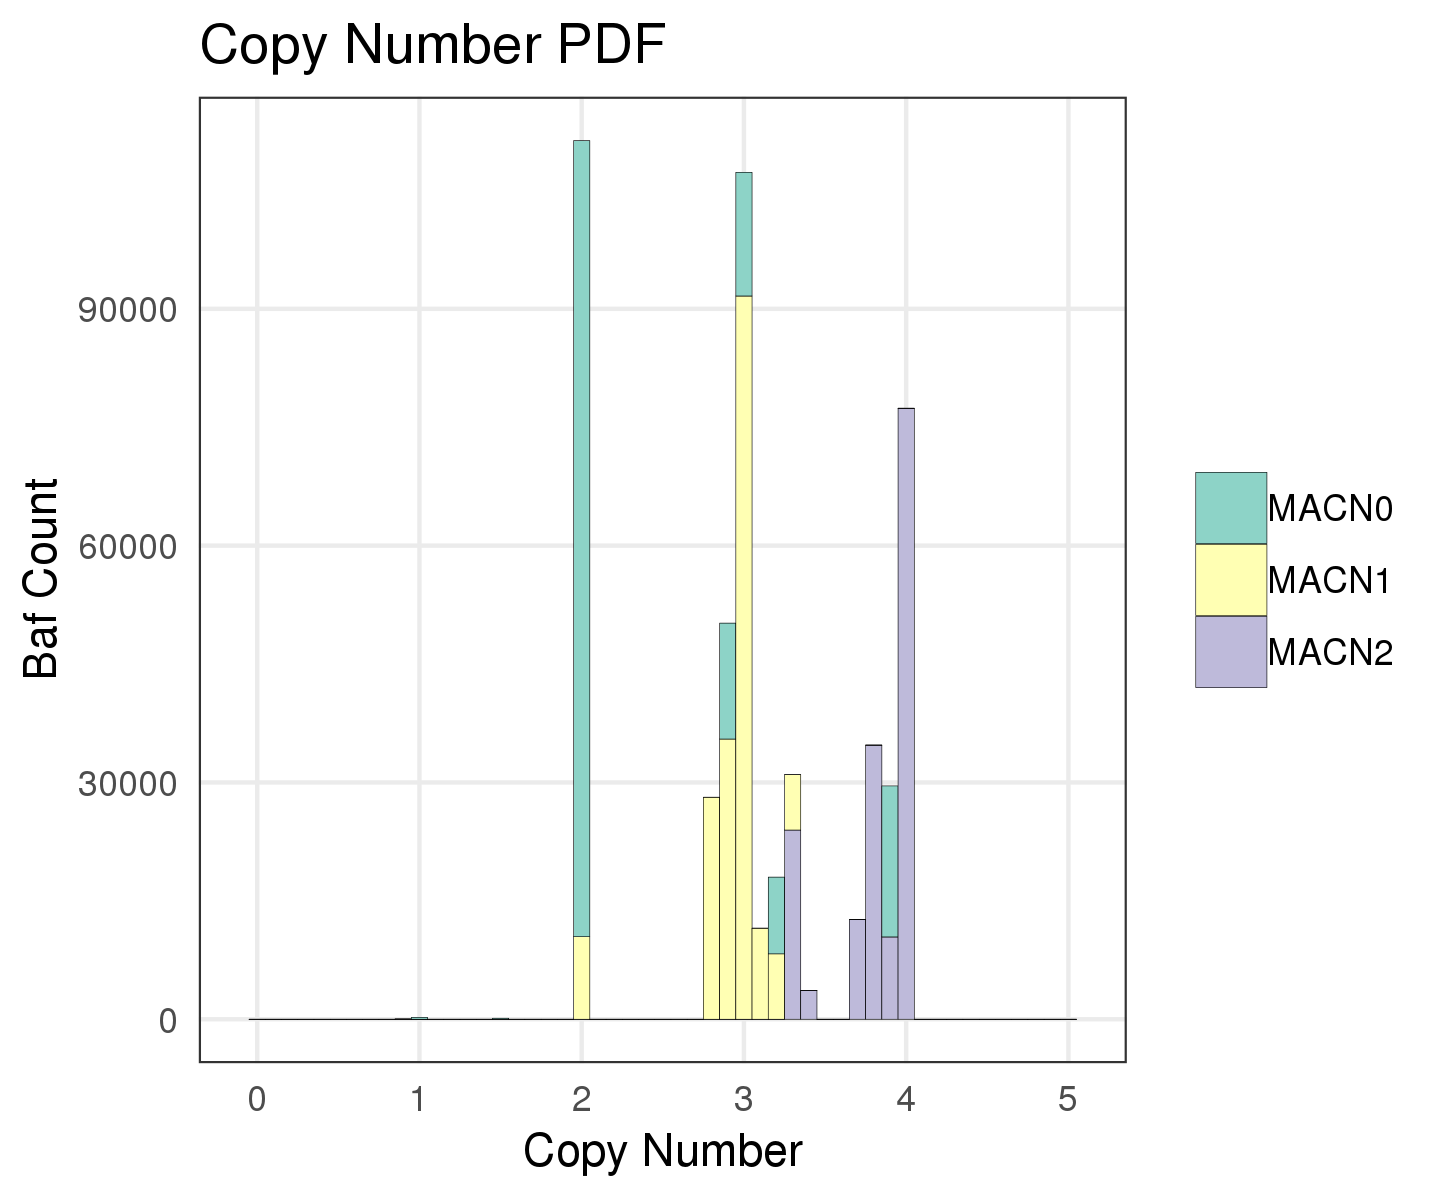 Copy Number PDF
Baf Count
90000
60000
30000
0
0 1 2 3 4 5
Copy Number
MACN0
MACN1
MACN2